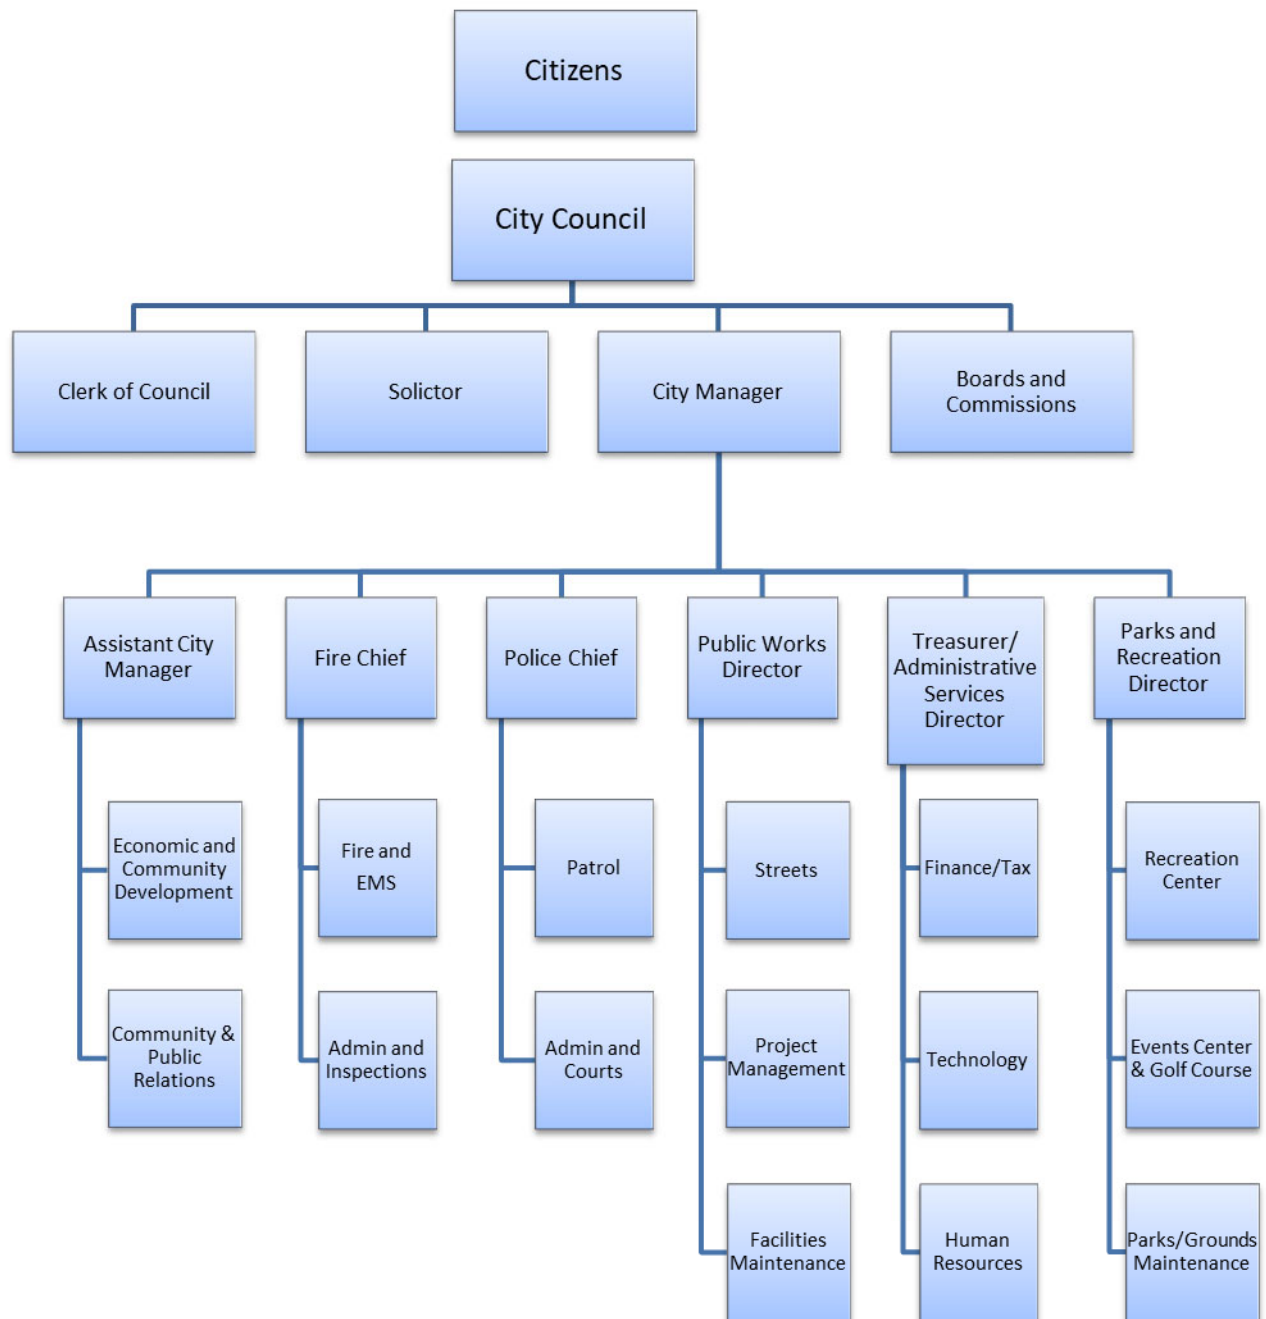 Citizens
City Council
Clerk of Council
Solictor
City Manager
Boards and
Commissions
Assistant City
Manager
Fire Chief
Police Chief
Public Works
Director
Treasurer/
Administrative
Services
Director
Parks and
Recreation
Director
Economic and
Community
Development
Fire and
EMS
Patrol
Streets
Finance/Tax
Recreation
Center
Community &
Public
Relations
Admin and
Inspections
Admin and
Courts
Project
Management
Technology
Events Center
& Golf Course
Facilities
Maintenance
Human
Resources
Parks/Grounds
Maintenance